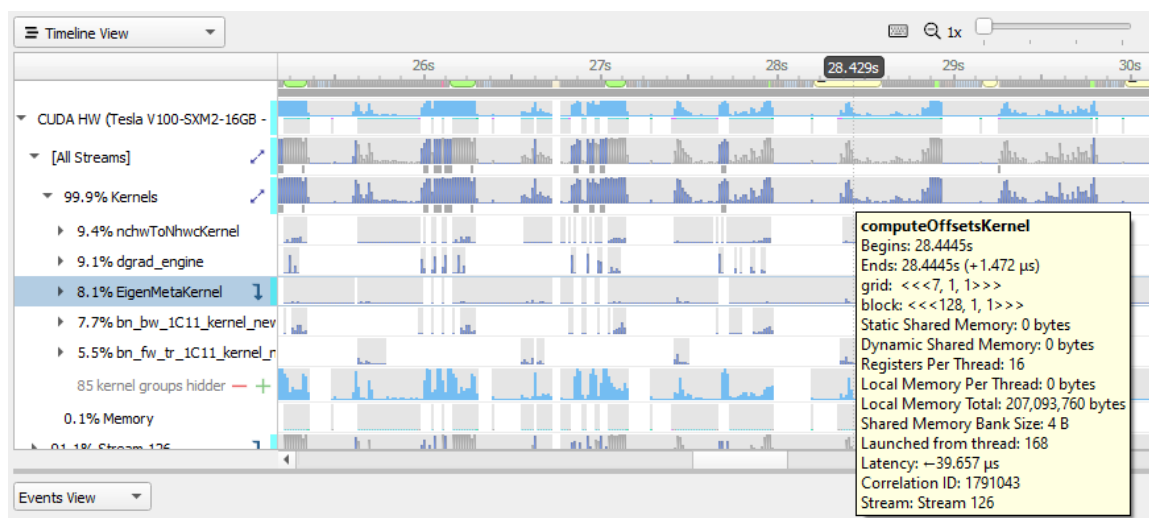 Timeline View
1x
26s 27s 28s 28.429s 29s 30s
CUDA HW (Tesla V100-SXM2-16GB -
[All Streams]
99.9% Kernels
9.4% nchwToNhwcKernel
9.1% dgrad_engine
8.1% EigenMetaKernel
7.7% bn_bw_1C11_kernel_new
5.5% bn_fw_tr_1C11_kernel_n
85 kernel groups hidden
0.1% Memory
91.1% Stream 126
computeOffsetsKernel
Begins: 28.4445s
Ends: 28.4445s (+1.472 μs)
grid: <<<7, 1, 1>>>
block: <<<128, 1, 1>>>
Static Shared Memory: 0 bytes
Dynamic Shared Memory: 0 bytes
Registers Per Thread: 16
Local Memory Per Thread: 0 bytes
Local Memory Total: 207,093,760 bytes
Shared Memory Bank Size: 4 B
Launched from thread: 168
Latency: ←39.657 μs
Correlation ID: 1791043
Stream: Stream 126
Events View